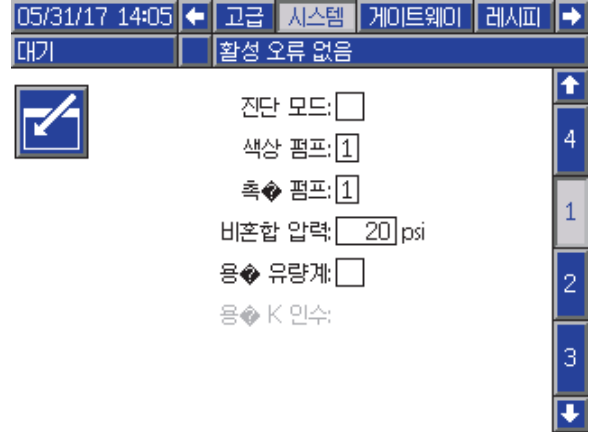 05/31/17 14:05 고급 시스템 게이트웨이 레시피
대기 활성 오류 없음
진단 모드:
색상 펌프: 1
촉� 펌프: 1
비혼합 압력: 20 psi
용� 유량계:
용� K 인수:
4
1
2
3